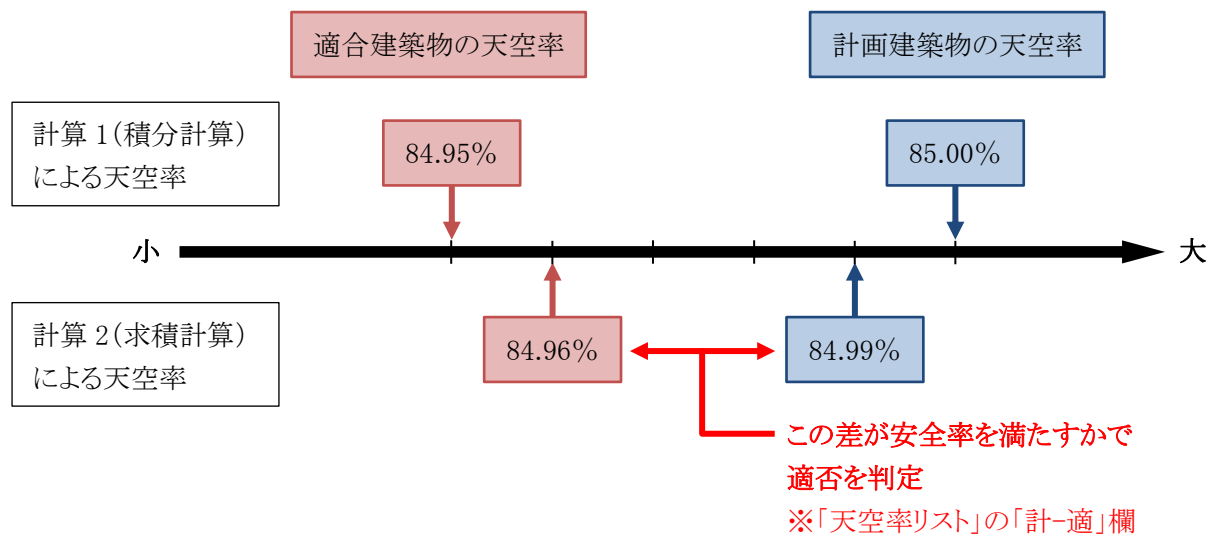 適合建築物の天空率
計画建築物の天空率
計算 1(積分計算)
による天空率
84.95%
85.00%
小
大
計算 2(求積計算)
による天空率
84.96%
84.99%
この差が安全率を満たすかで
適否を判定
※「天空率リスト」の「計−適」欄